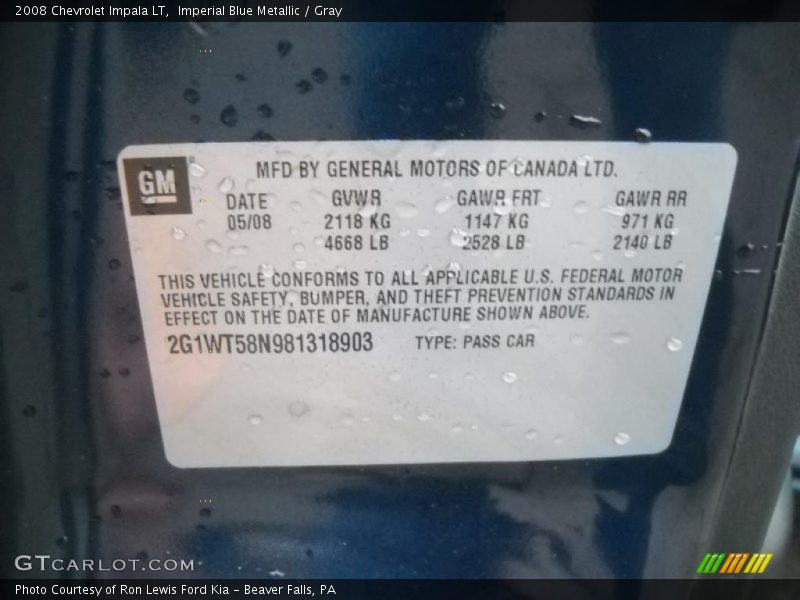 2008 Chevrolet Impala LT, Imperial Blue Metallic / Gray
GM
MFD BY GENERAL MOTORS OF CANADA LTD.
DATE GVWR GAWR FRT GAWR RR
05/08 2118 KG 1147 KG 971 KG
4668 LB 2528 LB 2140 LB
THIS VEHICLE CONFORMS TO ALL APPLICABLE U.S. FEDERAL MOTOR
VEHICLE SAFETY, BUMPER, AND THEFT PREVENTION STANDARDS IN
EFFECT ON THE DATE OF MANUFACTURE SHOWN ABOVE.
2G1WT58N981318903 TYPE: PASS CAR
GTCARLOT.COM
Photo Courtesy of Ron Lewis Ford Kia - Beaver Falls, PA